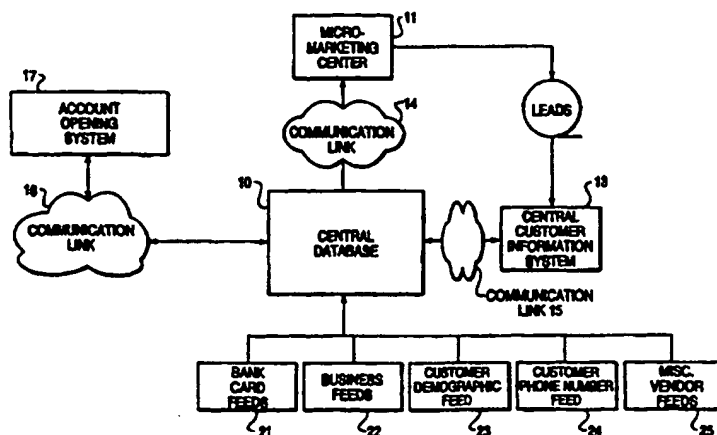 11
MICRO-
MARKETING
CENTER
17
ACCOUNT
OPENING
SYSTEM
14
COMMUNICATION
LINK
LEADS
18
COMMUNICATION
LINK
10
CENTRAL
DATABASE
13
CENTRAL
CUSTOMER
INFORMATION
SYSTEM
COMMUNICATION
LINK 15
BANK
CARD
FEEDS
21
BUSINESS
FEEDS
22
CUSTOMER
DEMOGRAPHIC
FEED
23
CUSTOMER
PHONE NUMBER
FEED
24
MISC.
VENDOR
FEEDS
25